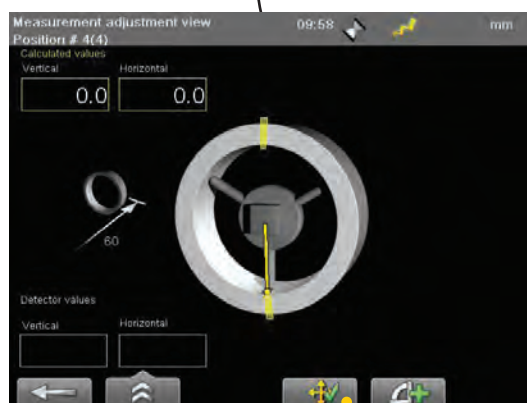 Measurement adjustment view 09:58 mm
Position # 4(4)
Calculated values
Vertical Horizontal
0.0 0.0
60
Detector values
Vertical Horizontal